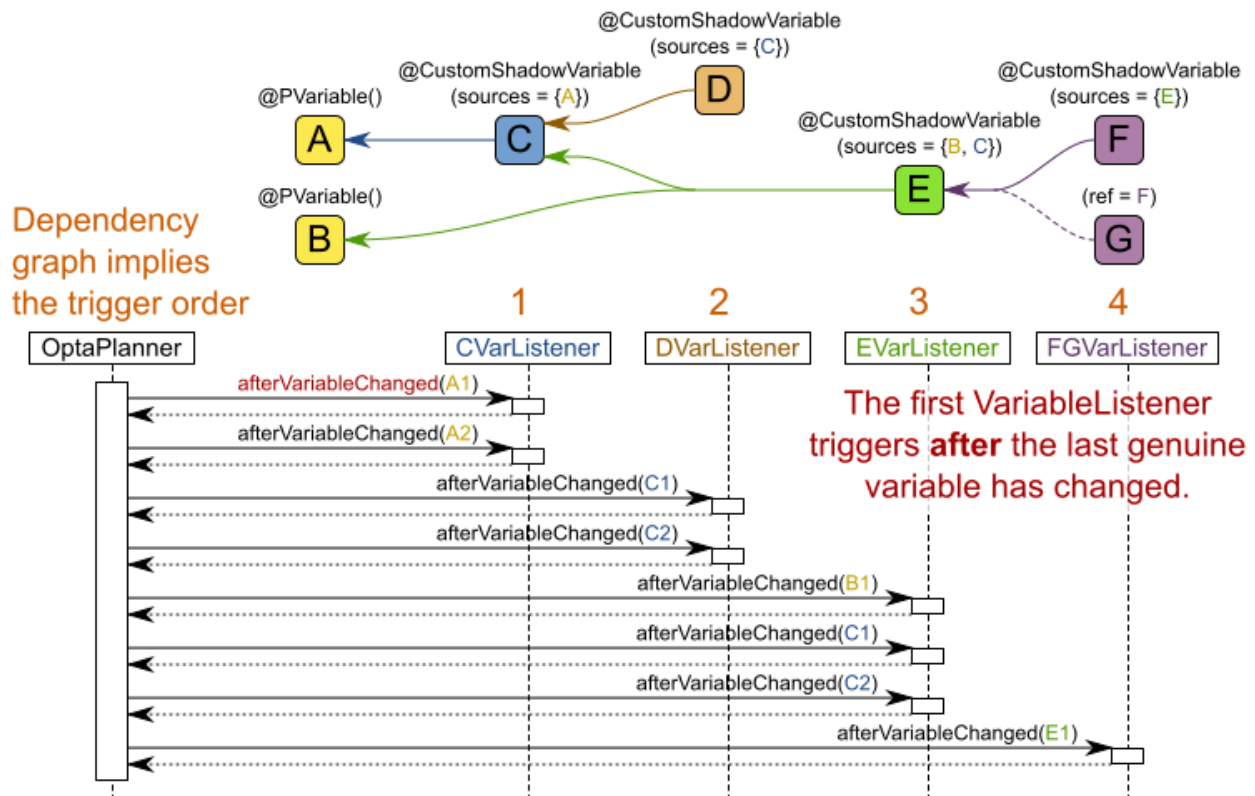 @CustomShadowVariable
(sources = {C})
D
@CustomShadowVariable
(sources = {A})
C
@CustomShadowVariable
(sources = {E})
F
@PVariable()
A
@CustomShadowVariable
(sources = {B, C})
E
@PVariable()
B
(ref = F)
G
Dependency
graph implies
the trigger order
1
2
3
4
OptaPlanner
CVarListener
DVarListener
EVarListener
FGVarListener
afterVariableChanged(A1)
afterVariableChanged(A2)
The first VariableListener
triggers after the last genuine
variable has changed.
afterVariableChanged(C1)
afterVariableChanged(C2)
afterVariableChanged(B1)
afterVariableChanged(C1)
afterVariableChanged(C2)
afterVariableChanged(E1)